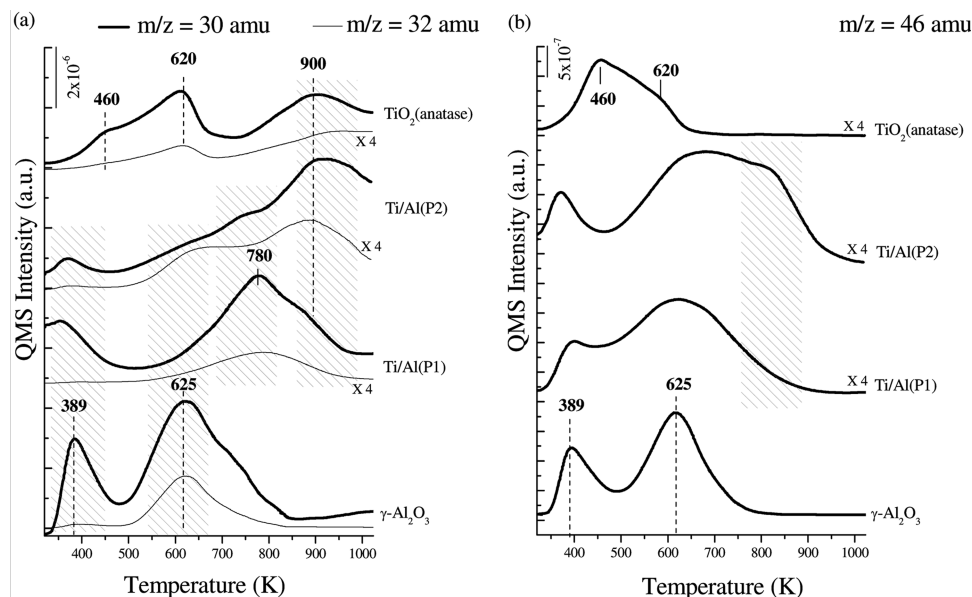 (a)
m/z = 30 amu
m/z = 32 amu
2x10⁻⁶
460
620
900
TiO₂(anatase)
X 4
Ti/Al(P2)
X 4
780
Ti/Al(P1)
X 4
389
625
γ-Al₂O₃
QMS Intensity (a.u.)
400 500 600 700 800 900 1000
Temperature (K)
(b)
m/z = 46 amu
5x10⁻⁷
460
620
X 4
TiO₂(anatase)
X 4 Ti/Al(P2)
X 4 Ti/Al(P1)
389
625
γ-Al₂O₃
QMS Intensity (a.u.)
400 500 600 700 800 900 1000
Temperature (K)